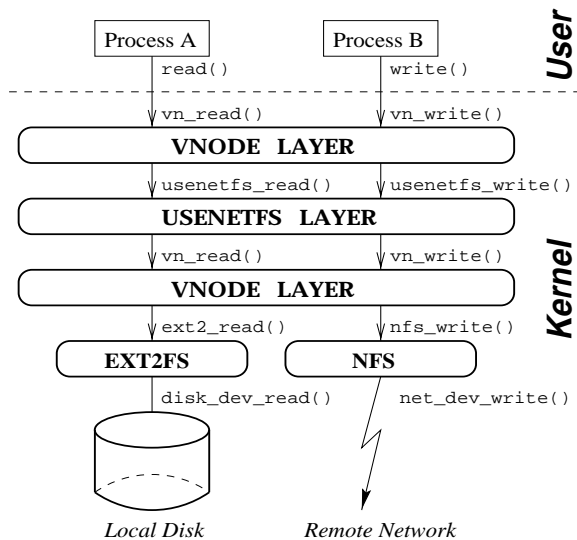 Process A Process B
User
read() write()
vn_read() vn_write()
VNODE LAYER
usenetfs_read() usenetfs_write()
USENETFS LAYER
vn_read() vn_write()
Kernel
VNODE LAYER
ext2_read() nfs_write()
EXT2FS NFS
disk_dev_read() net_dev_write()
Local Disk Remote Network